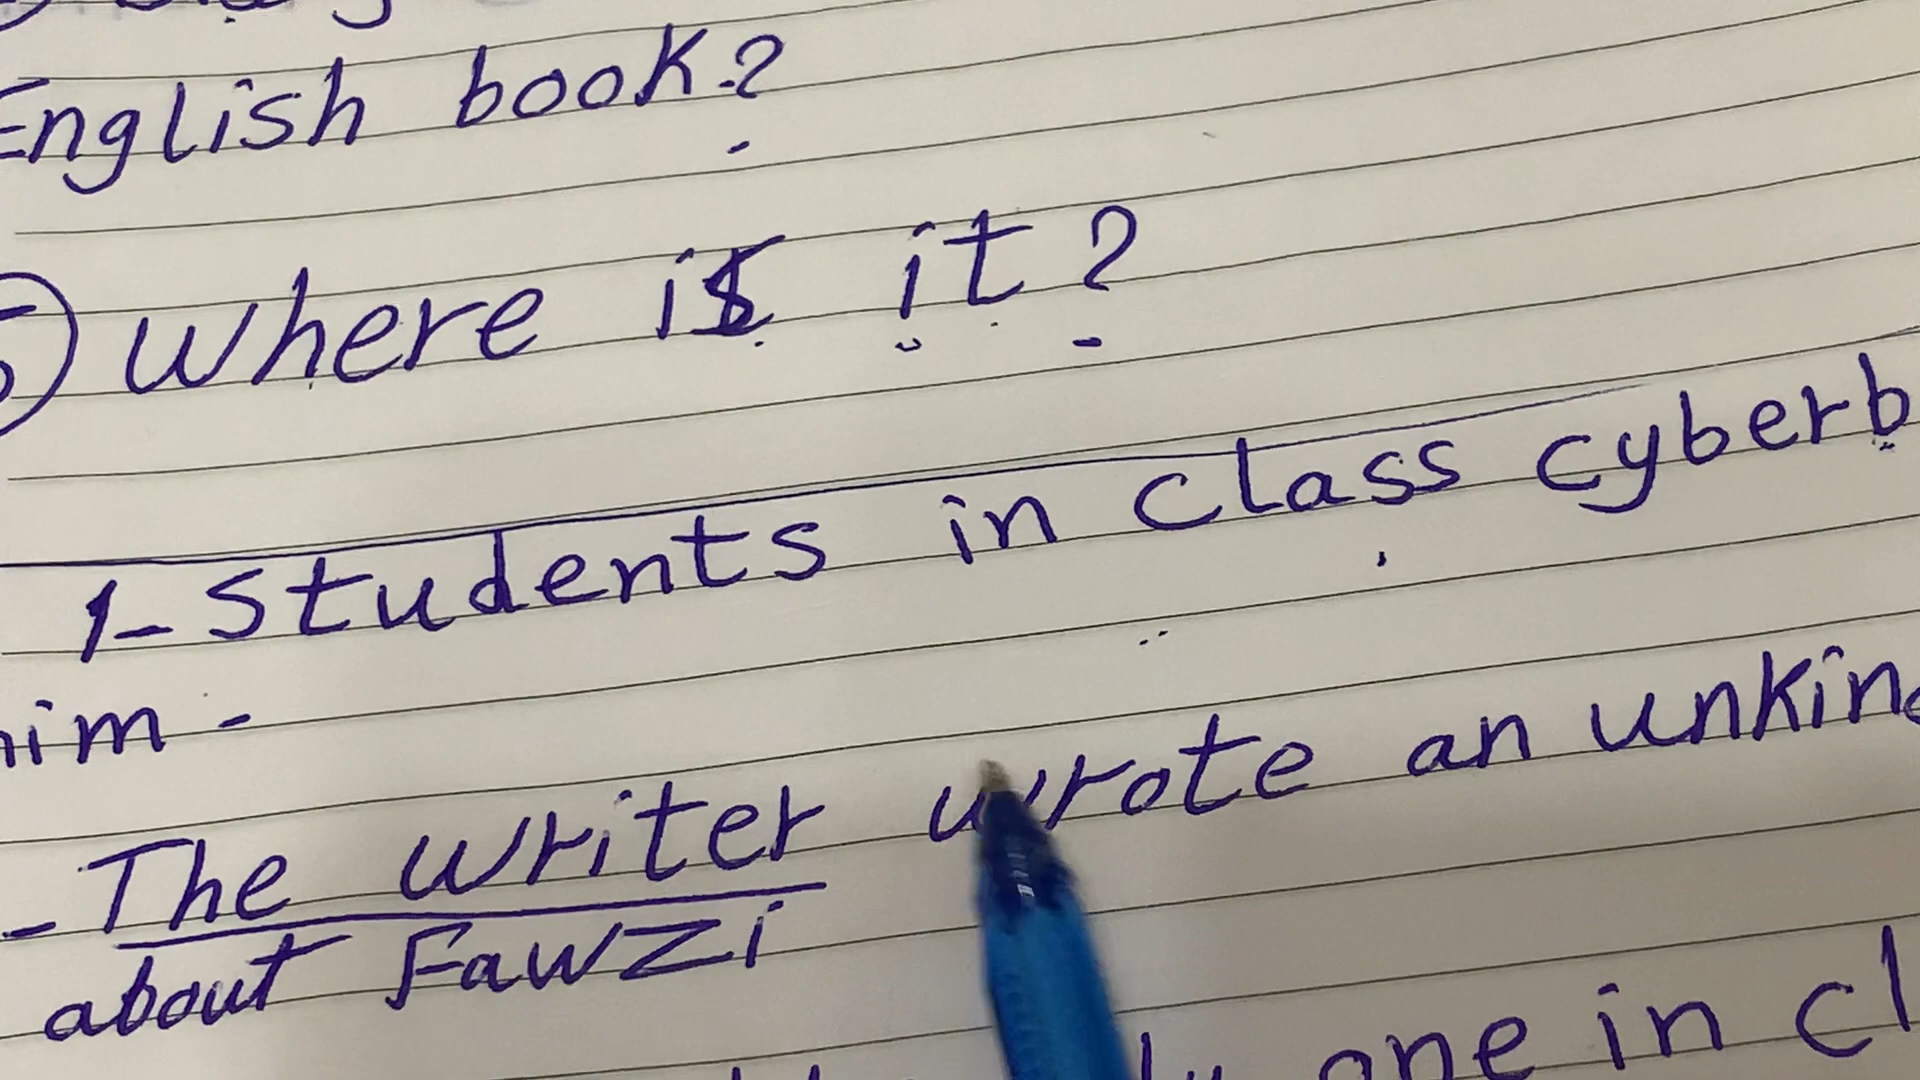 English book?
Where is it?
1- Students in class cyberb
him -
- The writer wrote an unkind
about Fawzi
one in cl